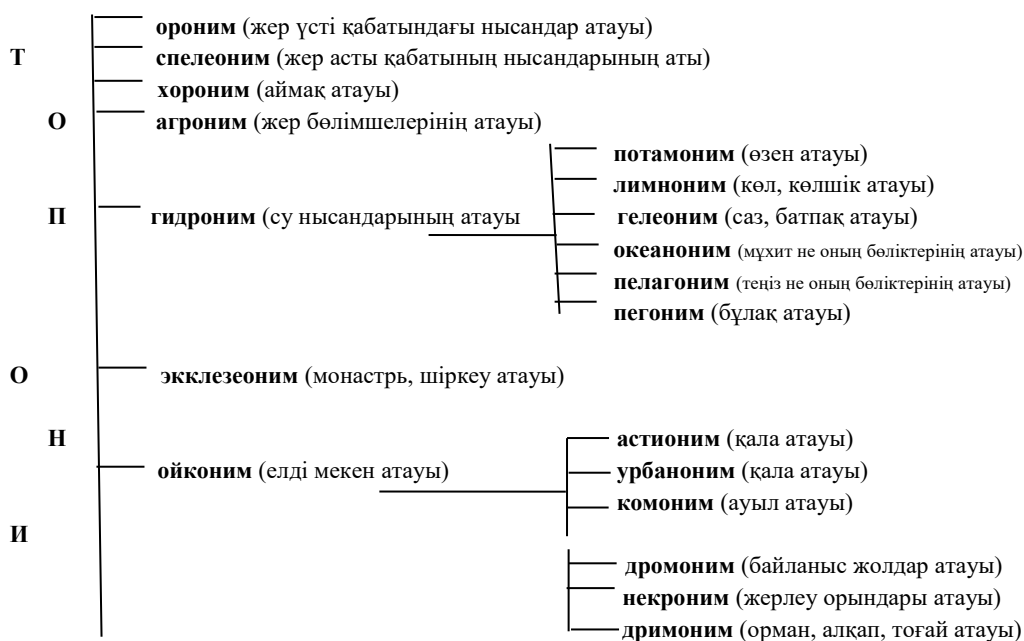 ороним (жер үсті қабатындағы нысандар атауы)
Т
спелеоним (жер асты қабатының нысандарының аты)
хороним (аймақ атауы)
О
агроним (жер бөлімшелерінің атауы)
потамоним (өзен атауы)
лимноним (көл, көлшік атауы)
П
гидроним (су нысандарының атауы
гелеоним (саз, батпақ атауы)
океаноним (мұхит не оның бөліктерінің атауы)
пелагоним (теңіз не оның бөліктерінің атауы)
пегоним (бұлақ атауы)
О
экклезеоним (монастрь, шіркеу атауы)
Н
астионим (қала атауы)
ойконим (елді мекен атауы)
урбаноним (қала атауы)
комоним (ауыл атауы)
И
дромоним (байланыс жолдар атауы)
некроним (жерлеу орындары атауы)
дримоним (орман, алқап, тоғай атауы)